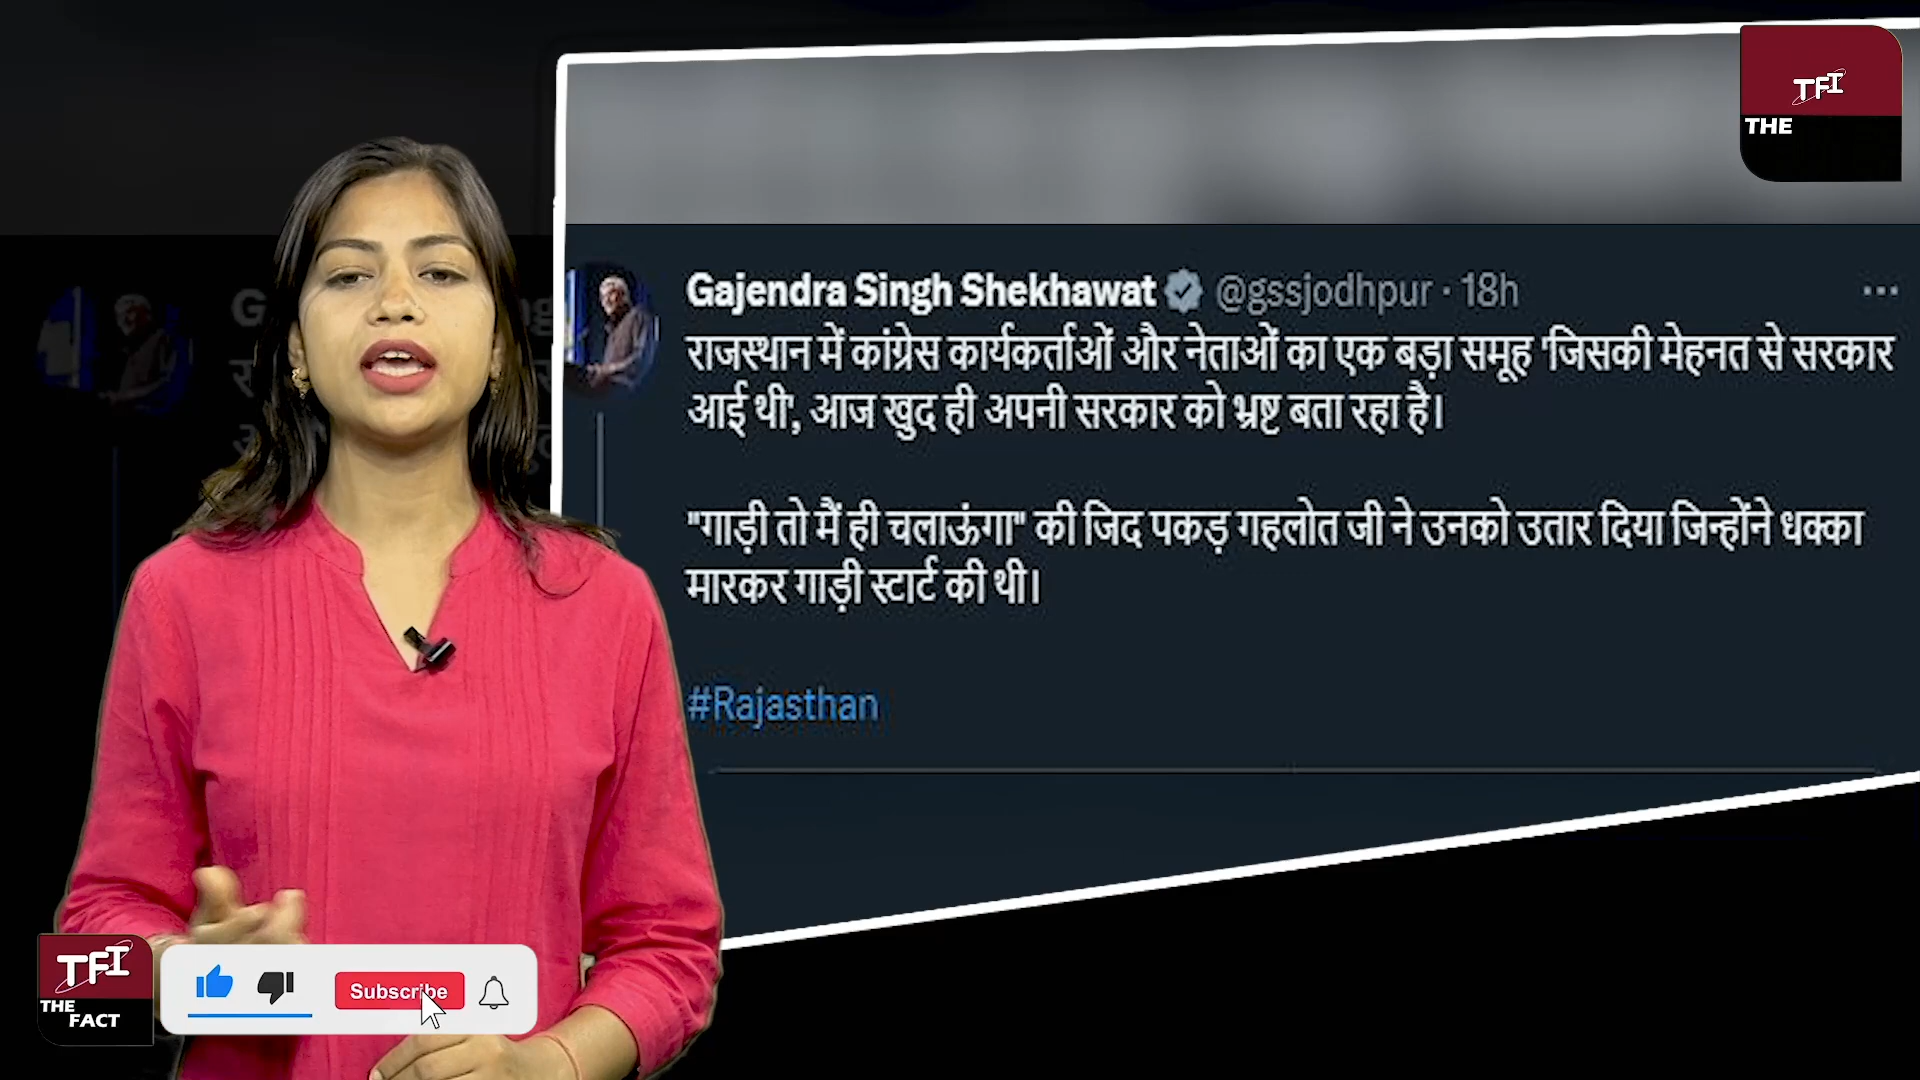 TFI
THE
Gajendra Singh Shekhawat @gssjodhpur · 18h
राजस्थान में कांग्रेस कार्यकर्ताओं और नेताओं का एक बड़ा समूह 'जिसकी मेहनत से सरकार
आई थी', आज खुद ही अपनी सरकार को भ्रष्ट बता रहा है।
"गाड़ी तो मैं ही चलाऊंगा" की जिद पकड़ गहलोत जी ने उनको उतार दिया जिन्होंने धक्का
मारकर गाड़ी स्टार्ट की थी।
#Rajasthan
TFI
THE
FACT
Subscribe